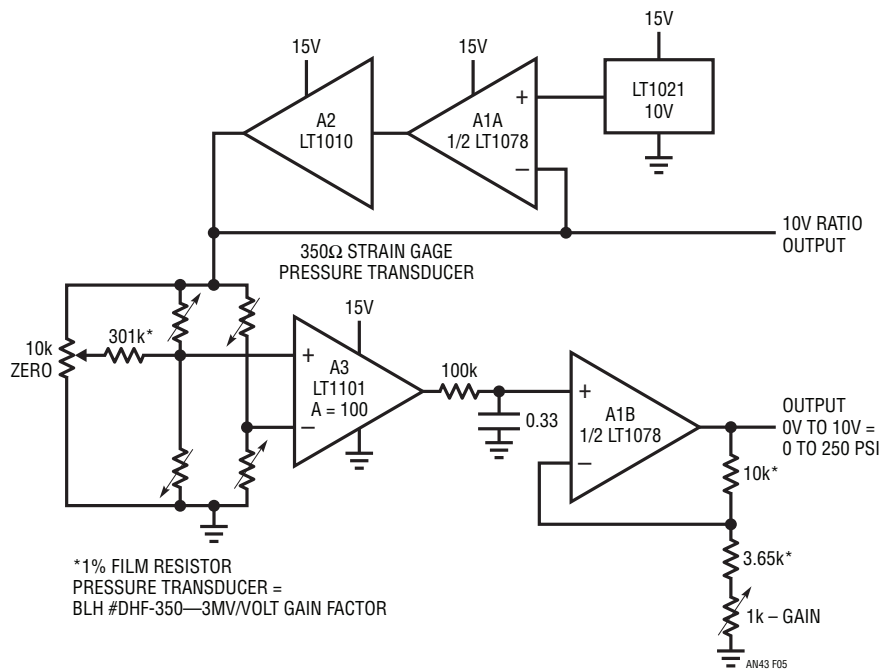 15V
15V
15V
LT1021
10V
A2
LT1010
A1A
1/2 LT1078
+
–
10V RATIO
OUTPUT
350Ω STRAIN GAGE
PRESSURE TRANSDUCER
15V
10k
ZERO
301k*
+
–
A3
LT1101
A = 100
100k
0.33
+
–
A1B
1/2 LT1078
OUTPUT
0V TO 10V =
0 TO 250 PSI
10k*
3.65k*
1k – GAIN
*1% FILM RESISTOR
PRESSURE TRANSDUCER =
BLH #DHF-350—3MV/VOLT GAIN FACTOR
AN43 F05